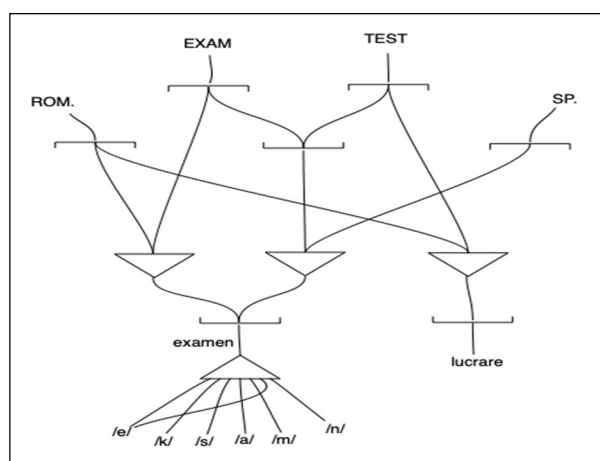 EXAM
TEST
ROM.
SP.
examen
lucrare
/e/
/k/
/s/
/a/
/m/
/n/